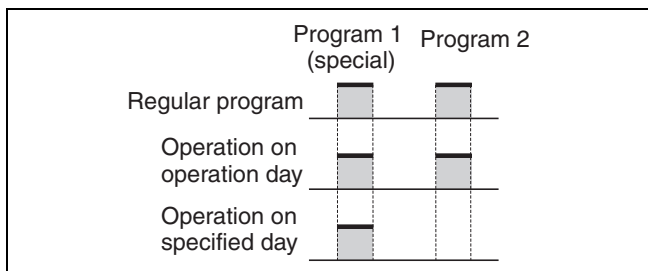 Program 1
(special)
Program 2
Regular program
Operation on
operation day
Operation on
specified day